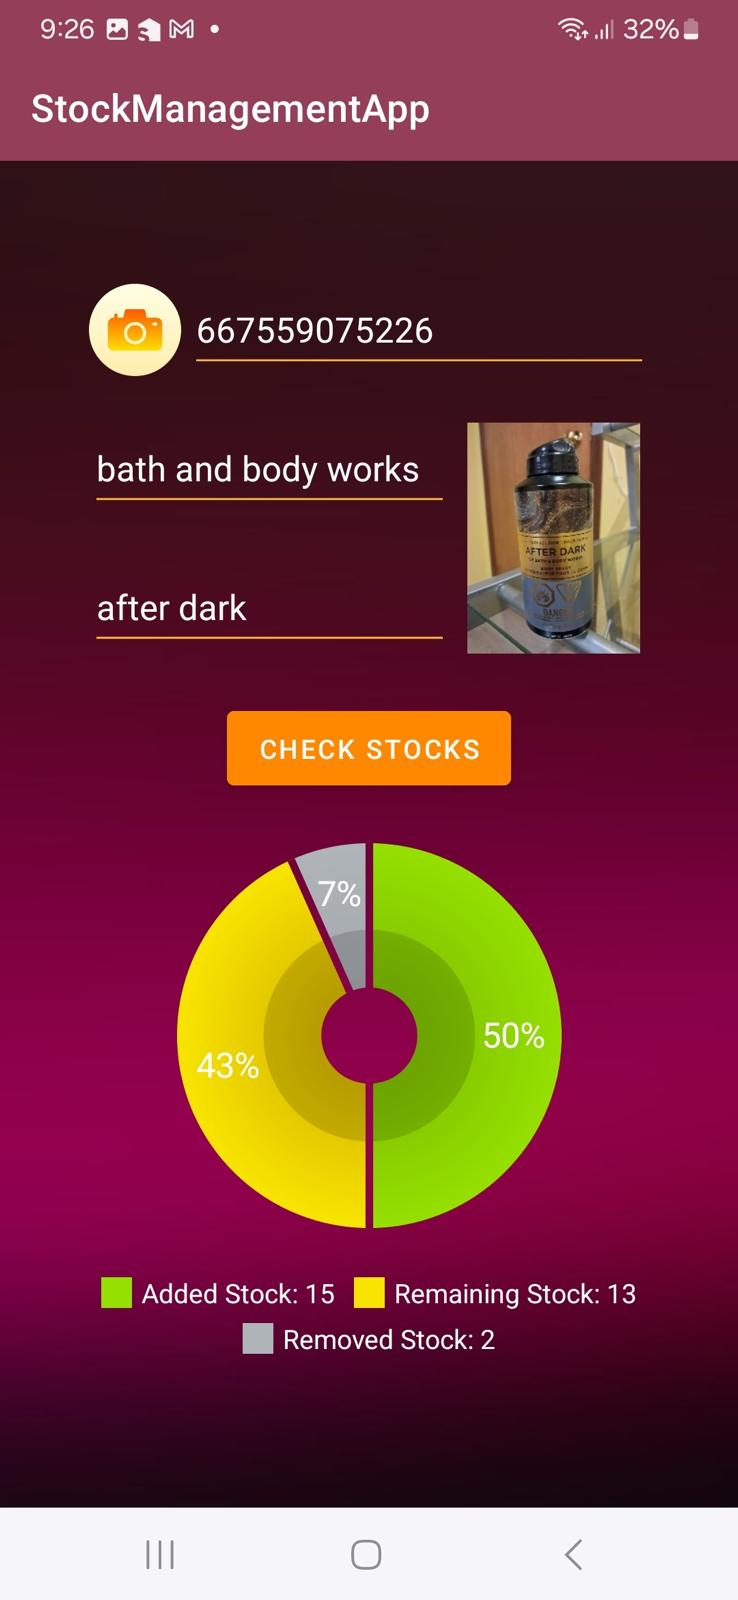 9:26 32%
StockManagementApp
667559075226
bath and body works
AFTER DARK
DANGER
after dark
CHECK STOCKS
7%
50%
43%
Added Stock: 15 Remaining Stock: 13
Removed Stock: 2